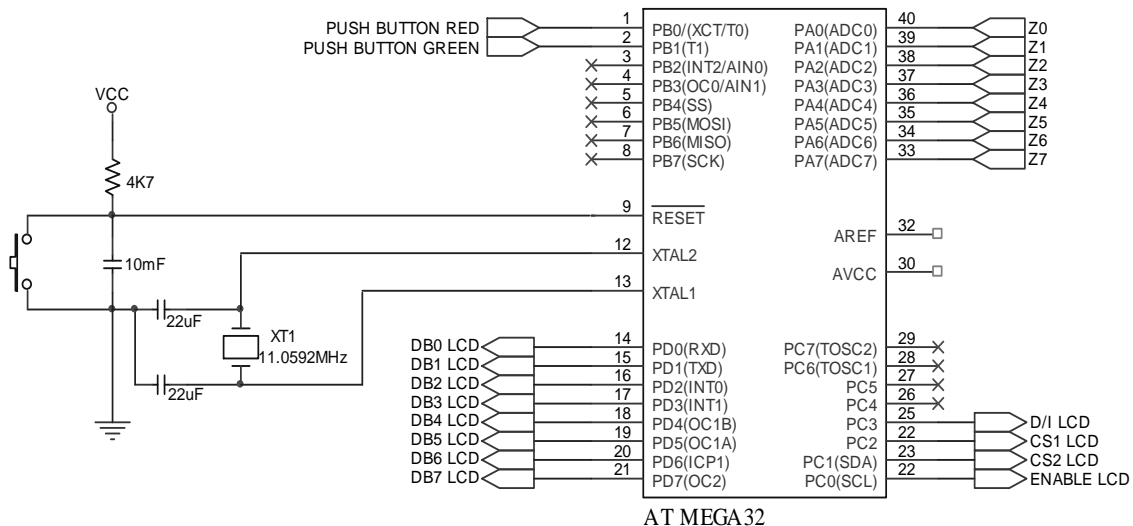 PUSH BUTTON RED 1 PB0/(XCT/T0) PA0(ADC0) 40 Z0
PUSH BUTTON GREEN 2 PB1(T1) PA1(ADC1) 39 Z1
3 PB2(INT2/AIN0) PA2(ADC2) 38 Z2
4 PB3(OC0/AIN1) PA3(ADC3) 37 Z3
VCC 5 PB4(SS) PA4(ADC4) 36 Z4
6 PB5(MOSI) PA5(ADC5) 35 Z5
7 PB6(MISO) PA6(ADC6) 34 Z6
8 PB7(SCK) PA7(ADC7) 33 Z7
4K7
9 RESET
AREF 32
10mF 12 XTAL2
AVCC 30
13 XTAL1
22uF
XT1
11.0592MHz
22uF
DB0 LCD 14 PD0(RXD) PC7(TOSC2) 29
DB1 LCD 15 PD1(TXD) PC6(TOSC1) 28
DB2 LCD 16 PD2(INT0) PC5 27
DB3 LCD 17 PD3(INT1) PC4 26
DB4 LCD 18 PD4(OC1B) PC3 25 D/I LCD
DB5 LCD 19 PD5(OC1A) PC2 22 CS1 LCD
DB6 LCD 20 PD6(ICP1) PC1(SDA) 23 CS2 LCD
DB7 LCD 21 PD7(OC2) PC0(SCL) 22 ENABLE LCD
AT MEGA32